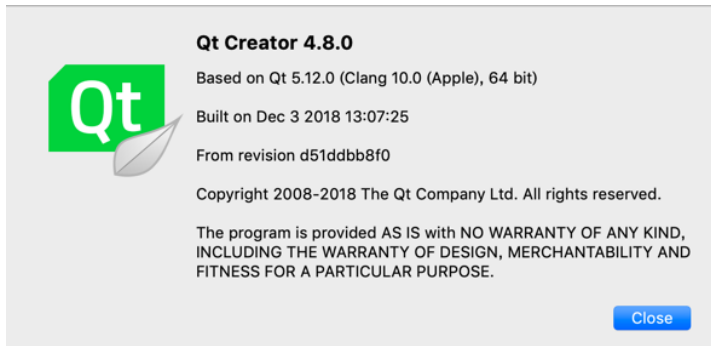 Qt Creator 4.8.0
Based on Qt 5.12.0 (Clang 10.0 (Apple), 64 bit)
Qt
Built on Dec 3 2018 13:07:25
From revision d51ddbb8f0
Copyright 2008-2018 The Qt Company Ltd. All rights reserved.
The program is provided AS IS with NO WARRANTY OF ANY KIND,
INCLUDING THE WARRANTY OF DESIGN, MERCHANTABILITY AND
FITNESS FOR A PARTICULAR PURPOSE.
Close